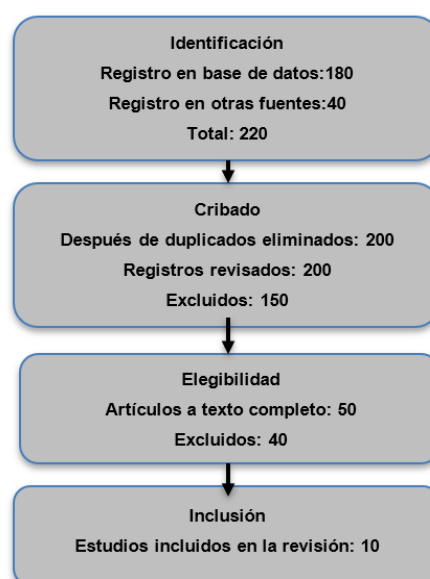 Identificación
Registro en base de datos:180
Registro en otras fuentes:40
Total: 220
Cribado
Después de duplicados eliminados: 200
Registros revisados: 200
Excluidos: 150
Elegibilidad
Artículos a texto completo: 50
Excluidos: 40
Inclusión
Estudios incluidos en la revisión: 10